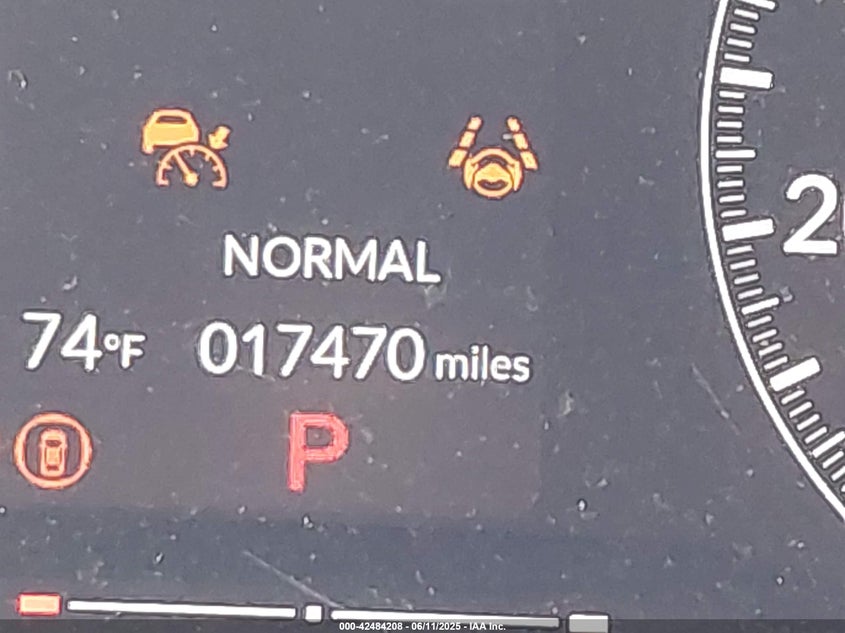 NORMAL
74°F 017470 miles
P
000-42484208 - 06/11/2025 - IAA Inc.